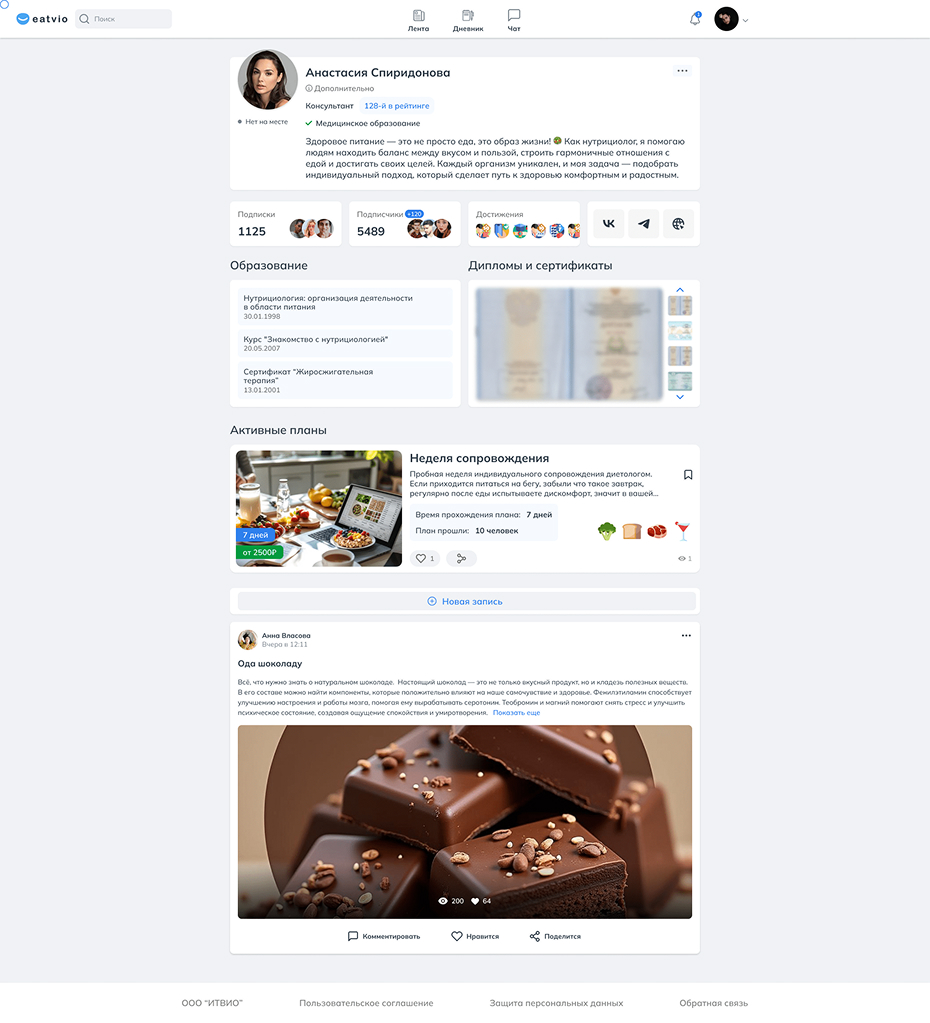 eatvio
Поиск
Лента
Дневник
Чат
1
Анастасия Спиридонова
Дополнительно
Консультант
128-й в рейтинге
Нет на месте
Медицинское образование
Здоровое питание — это не просто еда, это образ жизни! Как нутрициолог, я помогаю
людям находить баланс между вкусом и пользой, строить гармоничные отношения с
едой и достигать своих целей. Каждый организм уникален, и моя задача — подобрать
индивидуальный подход, который сделает путь к здоровью комфортным и радостным.
Подписки
1125
Подписчики
+120
5489
Достижения
Образование
Нутрициология: организация деятельности
в области питания
30.01.1998
Курс "Знакомство с нутрициологией"
20.05.2007
Сертификат “Жиросжигательная
терапия”
13.01.2001
Дипломы и сертификаты
Активные планы
7 дней
от 2500₽
Неделя сопровождения
Пробная неделя индивидуального сопровождения диетологом.
Если приходится питаться на бегу, забыли что такое завтрак,
регулярно после еды испытываете дискомфорт, значит в вашей...
Время прохождения плана: 7 дней
План прошли: 10 человек
1
1
Новая запись
Анна Власова
Вчера в 12:11
Ода шоколаду
Всё, что нужно знать о натуральном шоколаде. Настоящий шоколад — это не только вкусный продукт, но и кладезь полезных веществ.
В его составе можно найти компоненты, которые положительно влияют на наше самочувствие и здоровье. Фенилэтиламин способствует
улучшению настроения и работы мозга, помогая ему вырабатывать серотонин. Теобромин и магний помогают снять стресс и улучшить
психическое состояние, создавая ощущение спокойствия и умиротворения. Показать еще
200
64
Комментировать
Нравится
Поделится
ООО “ИТВИО”
Пользовательское соглашение
Защита персональных данных
Обратная связь